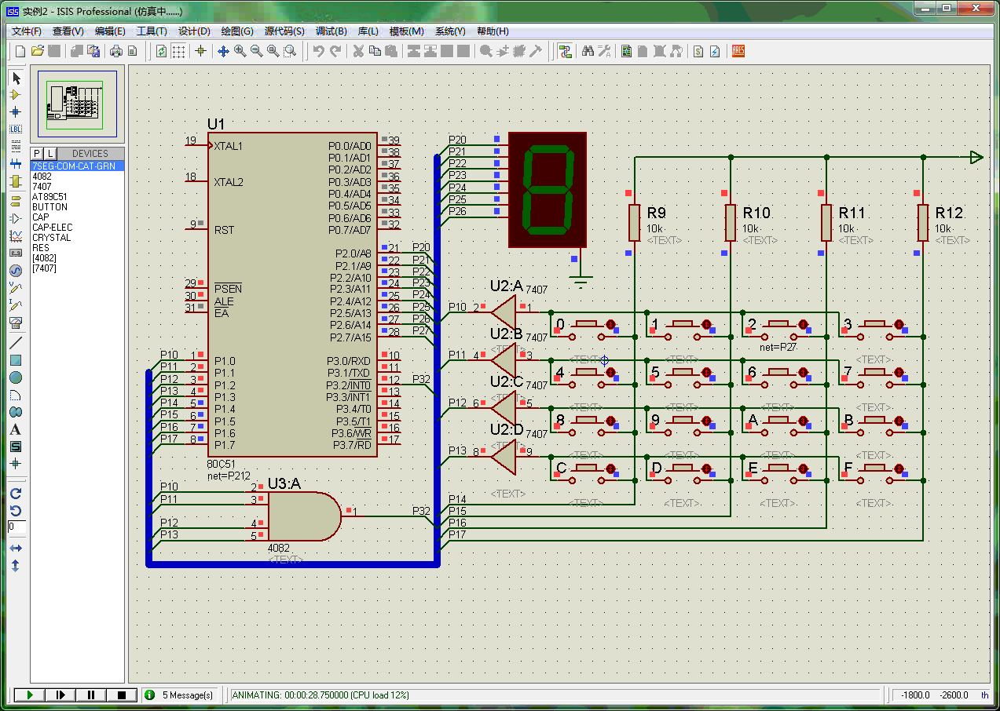 实例2 - ISIS Professional (仿真中......)
文件(F) 查看(V) 编辑(E) 工具(T) 设计(D) 绘图(G) 源代码(S) 调试(B) 库(L) 模板(M) 系统(Y) 帮助(H)
ARES
LBL
A
S
0
P L DEVICES
7SEG-COM-CAT-GRN
4082
7407
AT89C51
BUTTON
CAP
CAP-ELEC
CRYSTAL
RES
[4082]
[7407]
U1
19 XTAL1
18 XTAL2
9 RST
29 PSEN
30 ALE
31 EA
P10 1 P1.0
P11 2 P1.1
P12 3 P1.2
P13 4 P1.3
P14 5 P1.4
P15 6 P1.5
P16 7 P1.6
P17 8 P1.7
P0.0/AD0 39
P0.1/AD1 38
P0.2/AD2 37
P0.3/AD3 36
P0.4/AD4 35
P0.5/AD5 34
P0.6/AD6 33
P0.7/AD7 32
P2.0/A8 21 P20
P2.1/A9 22 P21
P2.2/A10 23 P22
P2.3/A11 24 P23
P2.4/A12 25 P24
P2.5/A13 26 P25
P2.6/A14 27 P26
P2.7/A15 28 P27
P3.0/RXD 10
P3.1/TXD 11
P3.2/INT0 12 P32
P3.3/INT1 13
P3.4/T0 14
P3.5/T1 15
P3.6/WR 16
P3.7/RD 17
80C51
net=P212
U3:A
P10 2
P11 3
P12 4
P13 5
1 P32
4082
<TEXT>
P20
P21
P22
P23
P24
P25
P26
R9
10k
<TEXT>
R10
10k
<TEXT>
R11
10k
<TEXT>
R12
10k
<TEXT>
U2:A 7407
P10 2 1
0 1 2 3
net=P27
U2:B 7407
<TEXT>
P11 4 3
<TEXT> <TEXT> <TEXT>
4 5 6 7
U2:C 7407
<TEXT>
P12 6 5
<TEXT> <TEXT> <TEXT> <TEXT>
8 9 A B
U2:D 7407
<TEXT>
P13 8 9
<TEXT> <TEXT> <TEXT> <TEXT>
C D E F
<TEXT>
<TEXT> <TEXT> <TEXT> <TEXT>
P14
P15
P16
P17
5 Message(s)
ANIMATING: 00:00:28.750000 (CPU load 12%)
-1800.0 -2600.0 th